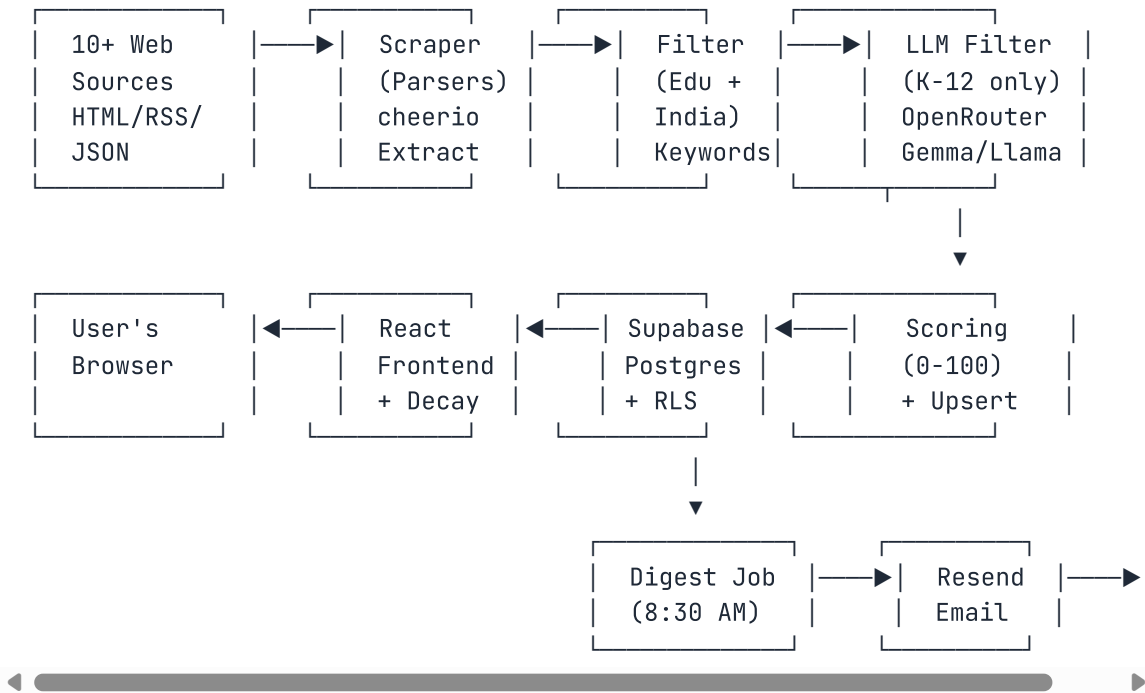 10+ Web
Sources
HTML/RSS/
JSON
Scraper
(Parsers)
cheerio
Extract
Filter
(Edu +
India)
Keywords
LLM Filter
(K-12 only)
OpenRouter
Gemma/Llama
User's
Browser
React
Frontend
+ Decay
Supabase
Postgres
+ RLS
Scoring
(0-100)
+ Upsert
Digest Job
(8:30 AM)
Resend
Email